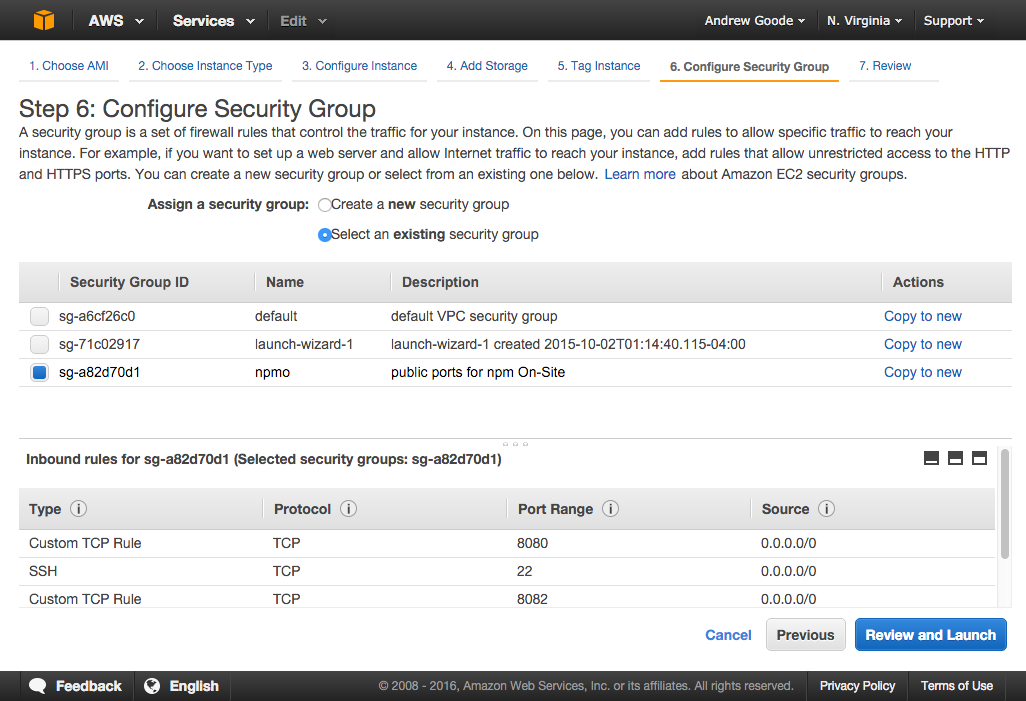 AWS Services Edit Andrew Goode N. Virginia Support
1. Choose AMI 2. Choose Instance Type 3. Configure Instance 4. Add Storage 5. Tag Instance 6. Configure Security Group 7. Review
Step 6: Configure Security Group
A security group is a set of firewall rules that control the traffic for your instance. On this page, you can add rules to allow specific traffic to reach your
instance. For example, if you want to set up a web server and allow Internet traffic to reach your instance, add rules that allow unrestricted access to the HTTP
and HTTPS ports. You can create a new security group or select from an existing one below. Learn more about Amazon EC2 security groups.
Assign a security group: Create a new security group
Select an existing security group
Security Group ID Name Description Actions
sg-a6cf26c0 default default VPC security group Copy to new
sg-71c02917 launch-wizard-1 launch-wizard-1 created 2015-10-02T01:14:40.115-04:00 Copy to new
sg-a82d70d1 npmo public ports for npm On-Site Copy to new
Inbound rules for sg-a82d70d1 (Selected security groups: sg-a82d70d1)
Type Protocol Port Range Source
Custom TCP Rule TCP 8080 0.0.0.0/0
SSH TCP 22 0.0.0.0/0
Custom TCP Rule TCP 8082 0.0.0.0/0
Cancel Previous Review and Launch
Feedback English © 2008 - 2016, Amazon Web Services, Inc. or its affiliates. All rights reserved. Privacy Policy Terms of Use